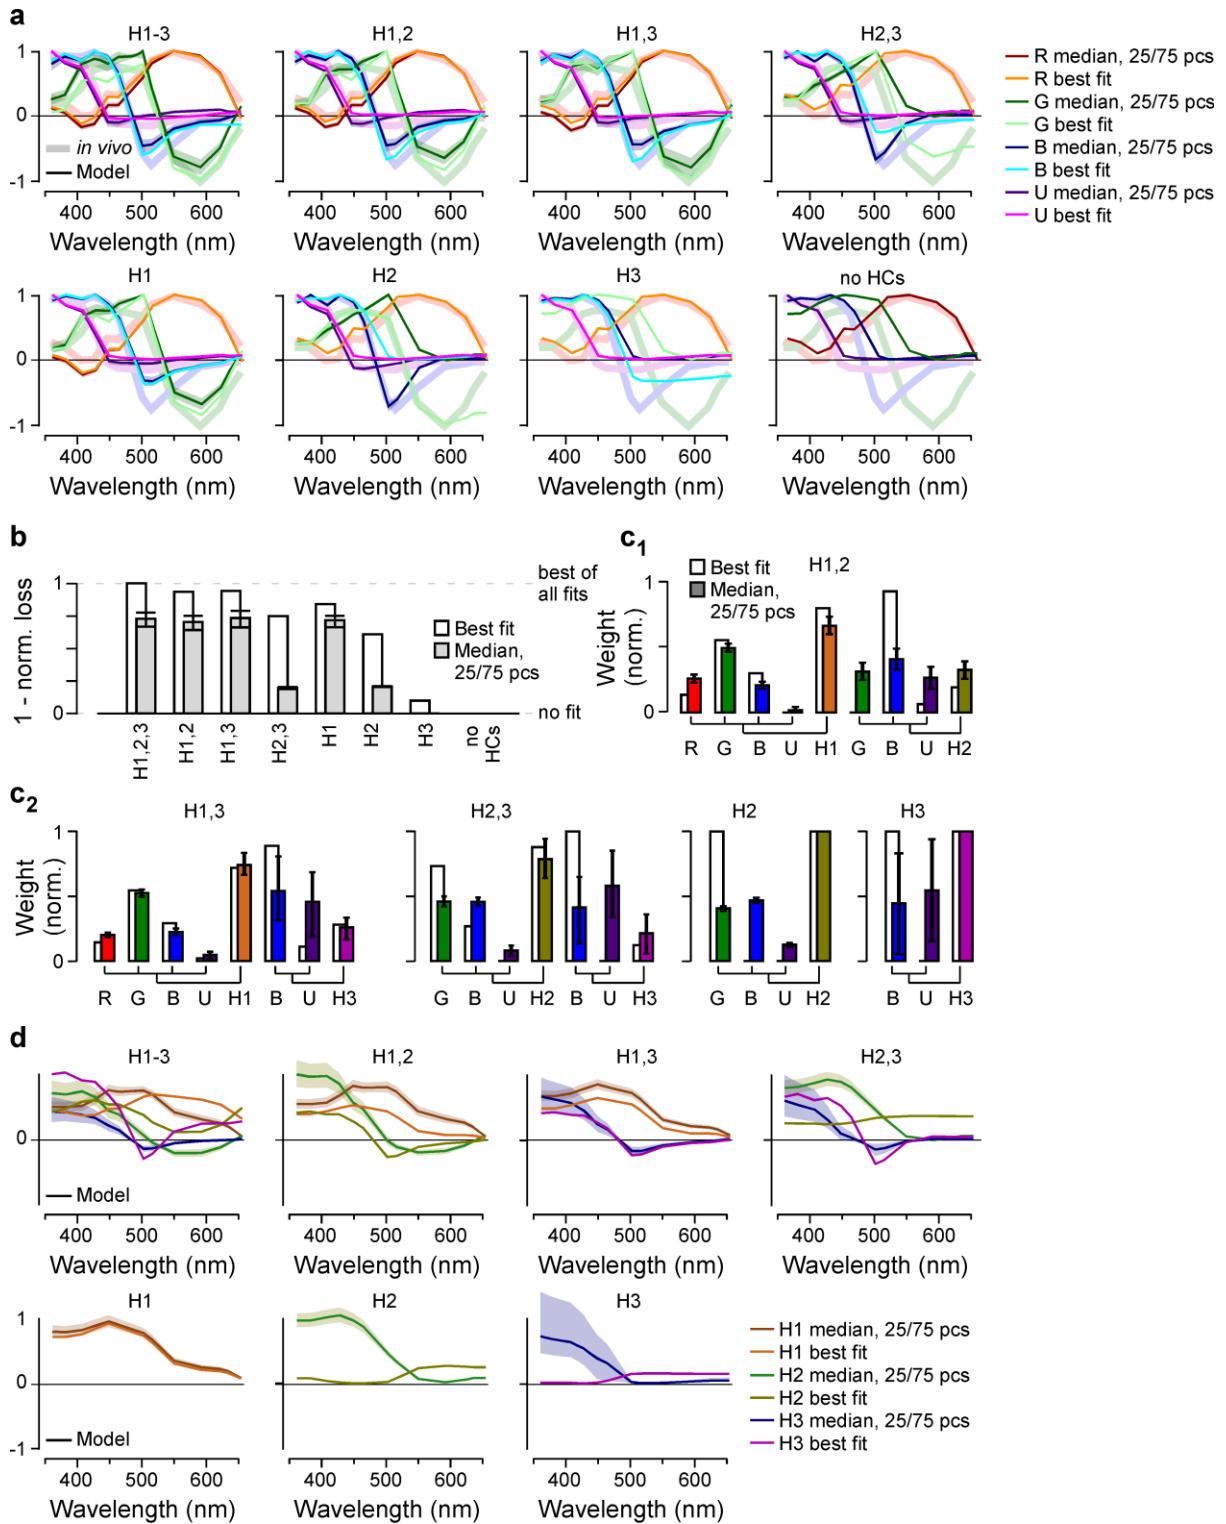 a
H1-3
H1,2
H1,3
H2,3
1
0
-1
in vivo
Model
400 500 600
400 500 600
400 500 600
400 500 600
Wavelength (nm)
Wavelength (nm)
Wavelength (nm)
Wavelength (nm)
R median, 25/75 pcs
R best fit
G median, 25/75 pcs
G best fit
B median, 25/75 pcs
B best fit
U median, 25/75 pcs
U best fit
H1
H2
H3
no HCs
1
0
-1
400 500 600
400 500 600
400 500 600
400 500 600
Wavelength (nm)
Wavelength (nm)
Wavelength (nm)
Wavelength (nm)
b
1 - norm. loss
1
0
best of
all fits
Best fit
Median,
25/75 pcs
no fit
H1,2,3
H1,2
H1,3
H2,3
H1
H2
H3
no
HCs
c1
H1,2
Best fit
Median,
25/75 pcs
Weight
(norm.)
1
0
R G B U H1 G B U H2
c2
H1,3
H2,3
H2
H3
Weight
(norm.)
1
0
R G B U H1 B U H3
G B U H2 B U H3
G B U H2
B U H3
d
H1-3
H1,2
H1,3
H2,3
0
Model
400 500 600
400 500 600
400 500 600
400 500 600
Wavelength (nm)
Wavelength (nm)
Wavelength (nm)
Wavelength (nm)
H1
H2
H3
1
0
-1
Model
400 500 600
400 500 600
400 500 600
Wavelength (nm)
Wavelength (nm)
Wavelength (nm)
H1 median, 25/75 pcs
H1 best fit
H2 median, 25/75 pcs
H2 best fit
H3 median, 25/75 pcs
H3 best fit